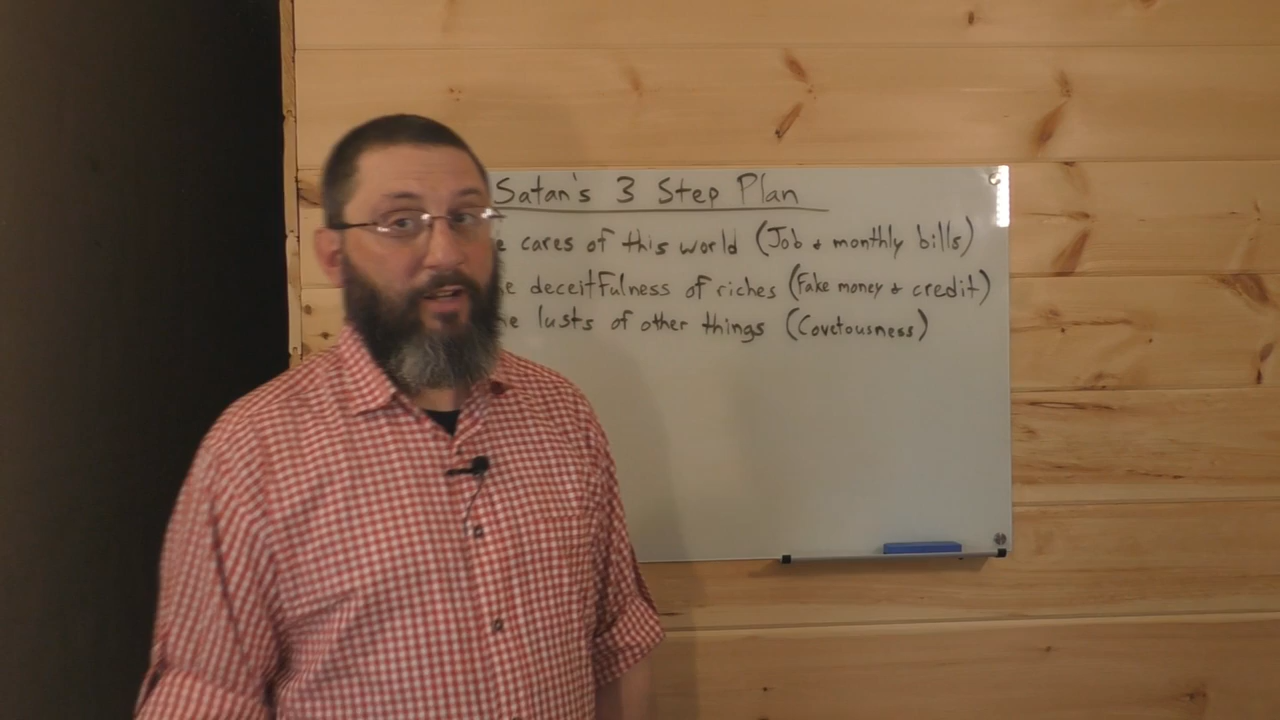 Satan's 3 Step Plan
e cares of this world (Job & monthly bills)
e deceitfulness of riches (Fake money & credit)
he lusts of other things (Covetousness)